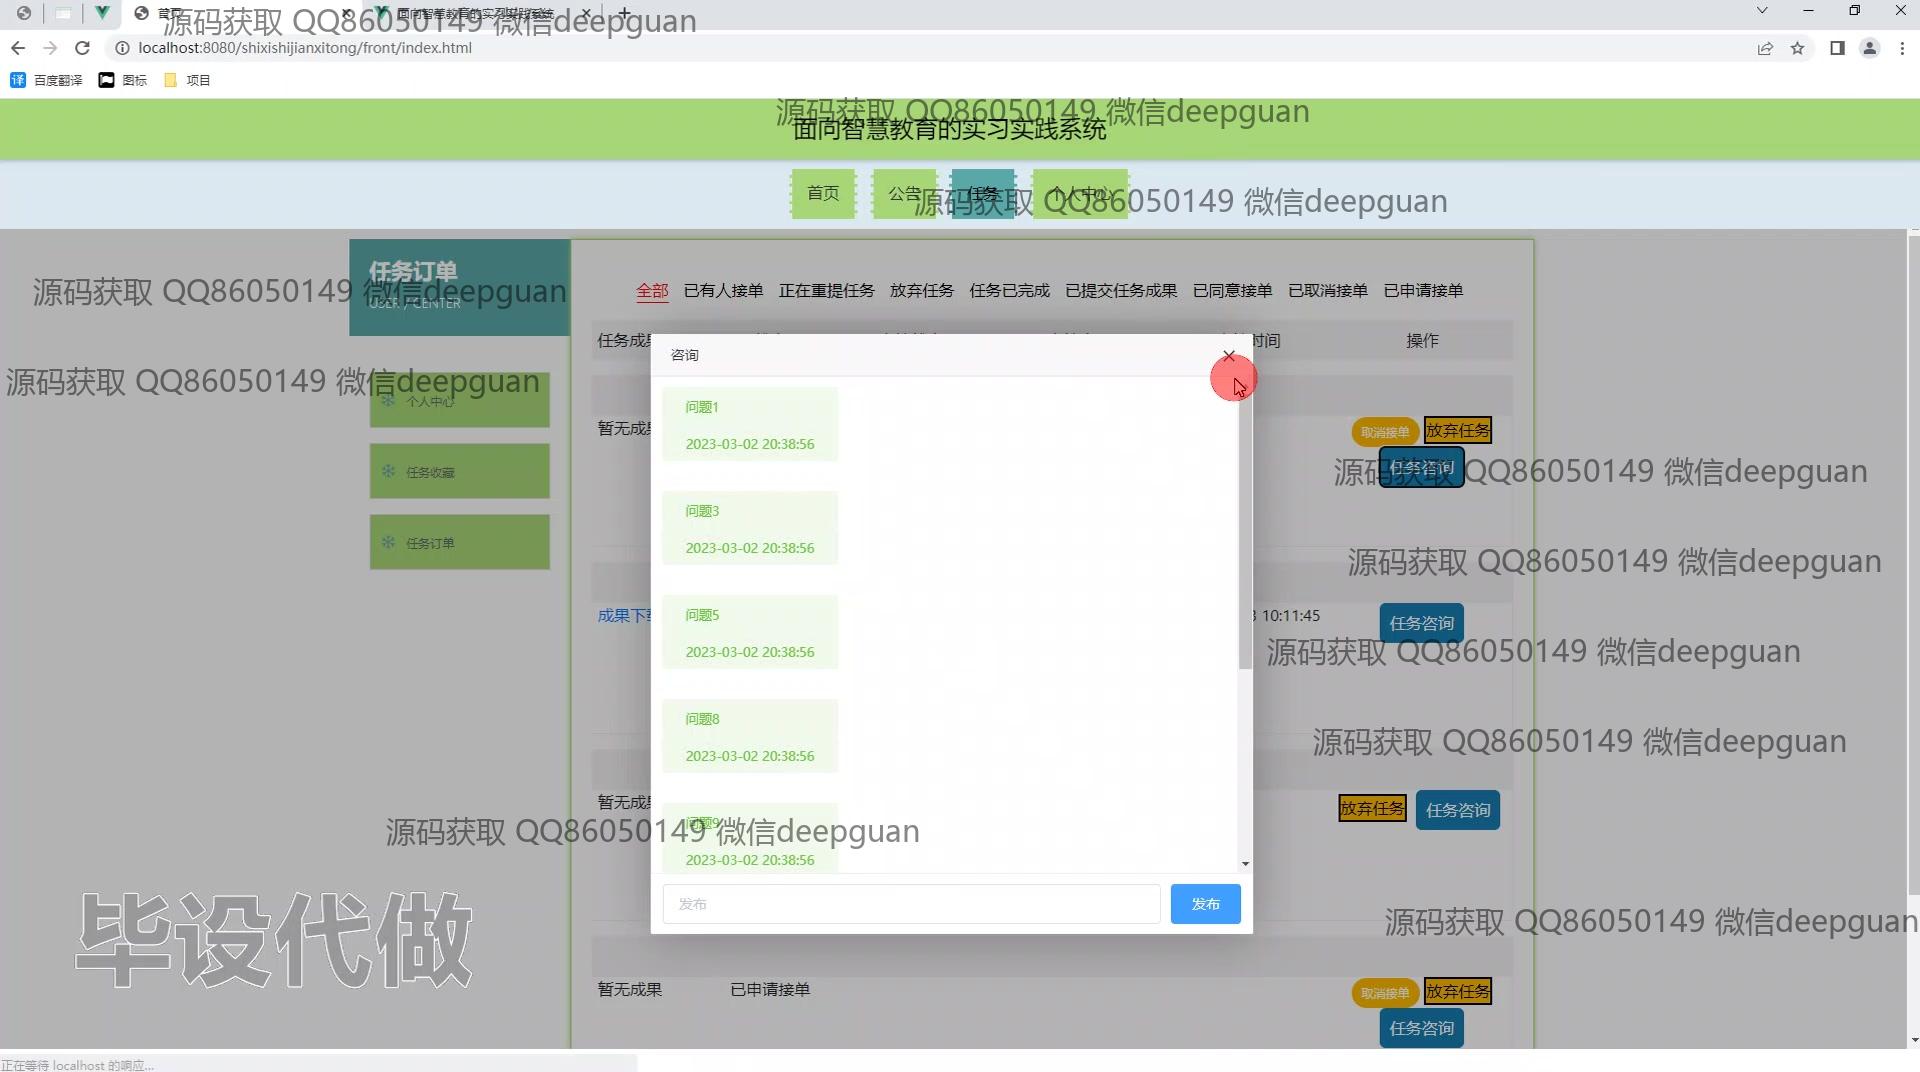 首页
面向智慧教育的实习实践系统
源码获取 QQ86050149 微信deepguan
localhost:8080/shixishijianxitong/front/index.html
百度翻译 图标 项目
源码获取 QQ86050149 微信deepguan
面向智慧教育的实习实践系统
首页 公告 任务 个人中心
源码获取 QQ86050149 微信deepguan
任务订单
USER / CENTER
源码获取 QQ86050149 微信deepguan
全部 已有人接单 正在重提任务 放弃任务 任务已完成 已提交任务成果 已同意接单 已取消接单 已申请接单
任务成果 时间 操作
咨询
源码获取 QQ86050149 微信deepguan
个人中心
问题1
2023-03-02 20:38:56
暂无成果
取消接单 放弃任务
任务咨询
源码获取 QQ86050149 微信deepguan
任务收藏
问题3
2023-03-02 20:38:56
任务订单
源码获取 QQ86050149 微信deepguan
问题5
2023-03-02 20:38:56
成果下载
10:11:45
任务咨询
源码获取 QQ86050149 微信deepguan
问题8
2023-03-02 20:38:56
源码获取 QQ86050149 微信deepguan
暂无成果
放弃任务 任务咨询
问题9
2023-03-02 20:38:56
源码获取 QQ86050149 微信deepguan
发布 发布
源码获取 QQ86050149 微信deepguan
毕设代做
暂无成果 已申请接单
取消接单 放弃任务
任务咨询
正在等待 localhost 的响应...